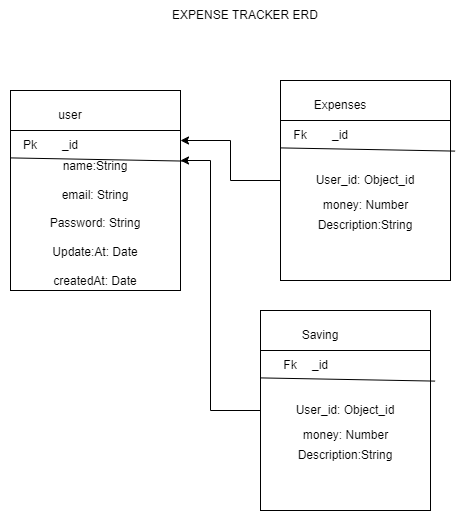 EXPENSE TRACKER ERD
user
Pk _id
name:String
email: String
Password: String
Update:At: Date
createdAt: Date
Expenses
Fk _id
User_id: Object_id
money: Number
Description:String
Saving
Fk _id
User_id: Object_id
money: Number
Description:String